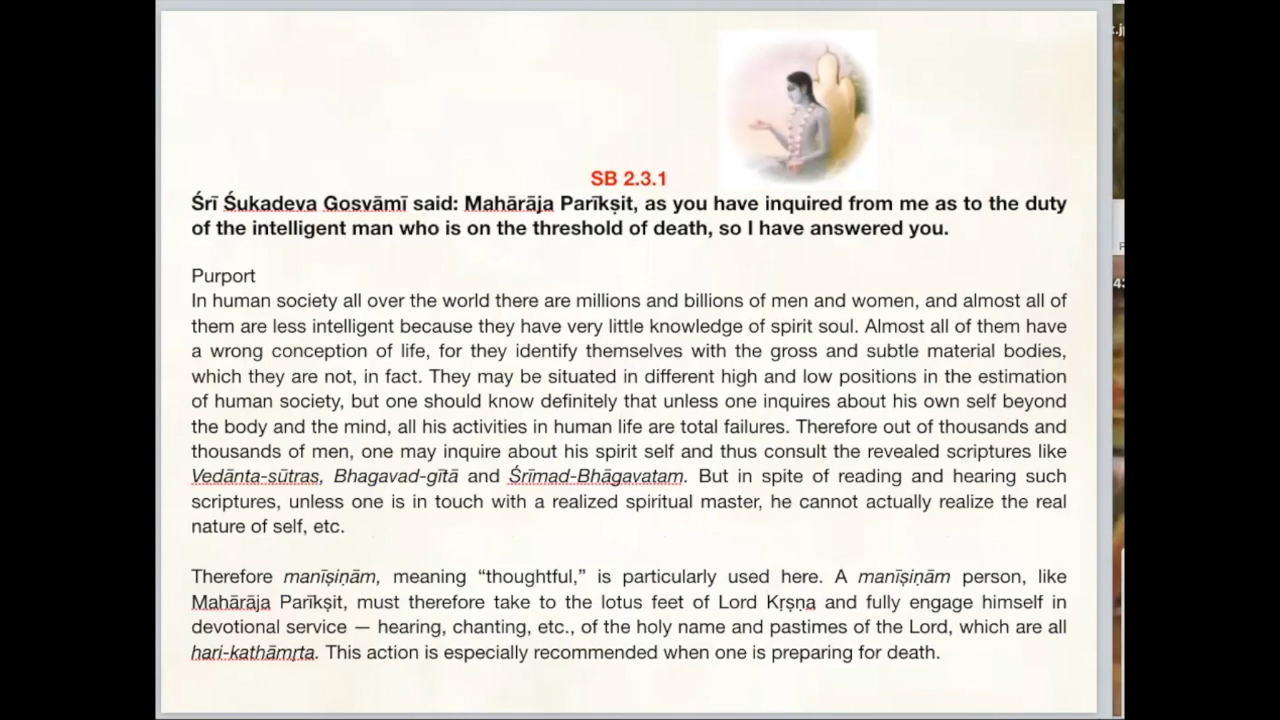 SB 2.3.1
Śrī Śukadeva Gosvāmī said: Mahārāja Parīkṣit, as you have inquired from me as to the duty
of the intelligent man who is on the threshold of death, so I have answered you.
Purport
In human society all over the world there are millions and billions of men and women, and almost all of
them are less intelligent because they have very little knowledge of spirit soul. Almost all of them have
a wrong conception of life, for they identify themselves with the gross and subtle material bodies,
which they are not, in fact. They may be situated in different high and low positions in the estimation
of human society, but one should know definitely that unless one inquires about his own self beyond
the body and the mind, all his activities in human life are total failures. Therefore out of thousands and
thousands of men, one may inquire about his spirit self and thus consult the revealed scriptures like
Vedānta-sūtras, Bhagavad-gītā and Śrīmad-Bhāgavatam. But in spite of reading and hearing such
scriptures, unless one is in touch with a realized spiritual master, he cannot actually realize the real
nature of self, etc.
Therefore manīṣiṇām, meaning “thoughtful,” is particularly used here. A manīṣiṇām person, like
Mahārāja Parīkṣit, must therefore take to the lotus feet of Lord Kṛṣṇa and fully engage himself in
devotional service — hearing, chanting, etc., of the holy name and pastimes of the Lord, which are all
hari-kathāmṛta. This action is especially recommended when one is preparing for death.